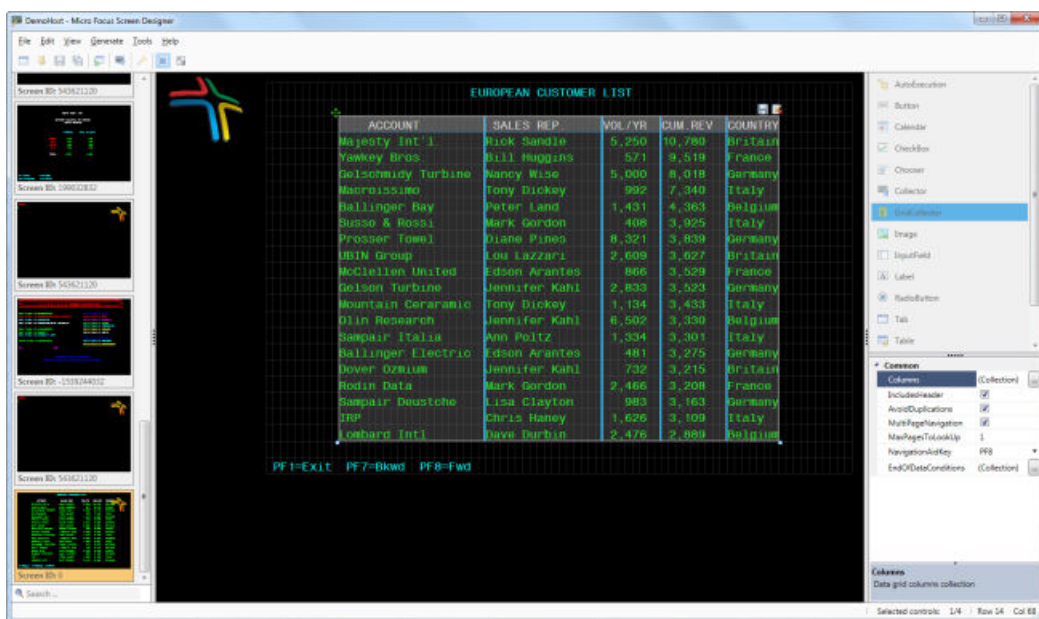 DemoHost - Micro Focus Screen Designer
File Edit View Generate Tools Help
Screen ID: 543621120
Screen ID: 199032832
Screen ID: 543621120
Screen ID: -1539244032
Screen ID: 543621120
Screen ID: 0
Search...
EUROPEAN CUSTOMER LIST
ACCOUNT SALES REP. VOL/YR CUM.REV COUNTRY
Majesty Int'l. Rick Sandle 5,250 10,780 Britain
Yawkey Bros. Bill Huggins 571 9,519 France
Gelschmidy Turbine Nancy Wise 5,000 8,018 Germany
Macroissimo Tony Dickey 992 7,340 Italy
Ballinger Bay Peter Land 1,431 4,363 Belgium
Susso & Rossi Mark Gordon 408 3,925 Italy
Prosser Towel Diane Pines 8,321 3,839 Germany
UBIN Group Lou Lazzari 2,609 3,627 Britain
McClellen United Edson Arantes 866 3,529 France
Gelson Turbine Jennifer Kahl 2,833 3,523 Germany
Mountain Ceraramic Tony Dickey 1,134 3,433 Italy
Olin Research Jennifer Kahl 6,502 3,330 Belgium
Sampair Italia Ann Poltz 1,334 3,301 Italy
Ballinger Electric Edson Arantes 481 3,275 Germany
Dover Ozmium Jennifer Kahl 732 3,215 Britain
Rodin Data Mark Gordon 2,466 3,208 France
Sampair Deustche Lisa Clayton 983 3,163 Germany
IRP Chris Haney 1,626 3,109 Italy
Lombard Intl Dave Durbin 2,476 2,889 Belgium
PF1=Exit PF7=Bkwd PF8=Fwd
AutoExecution
Button
Calendar
CheckBox
Chooser
Collector
GridCollector
Image
InputField
Label
RadioButton
Tab
Table
Common
Columns (Collection)
IncludesHeader
AvoidDuplications
MultiPageNavigation
MaxPagesToLookUp 1
NavigationAidKey PF8
EndOfDataConditions (Collection)
Columns
Data grid columns collection
Selected controls: 1/4 Row 14 Col 68